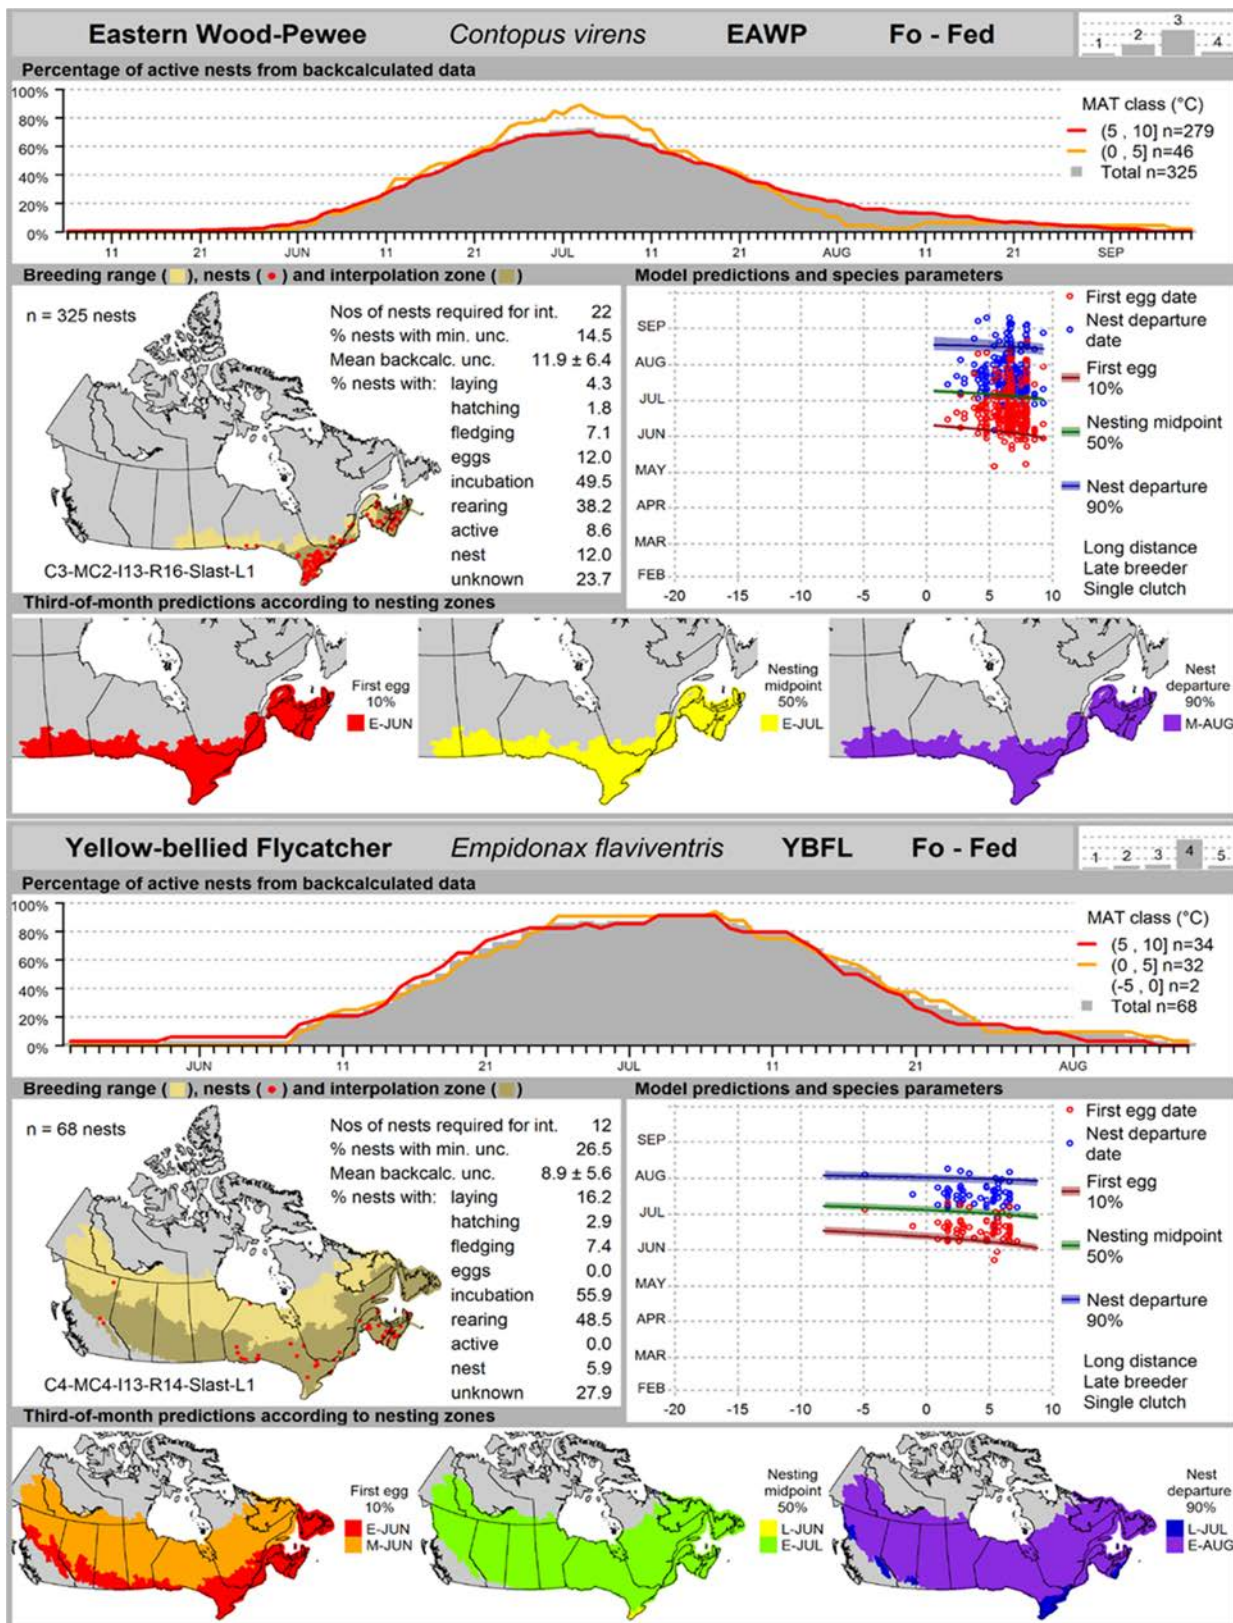 Eastern Wood-Pewee Contopus virens EAWP Fo - Fed
1 2 3 4
Percentage of active nests from backcalculated data
100%
80%
60%
40%
20%
0%
MAT class (°C)
(5 , 10] n=279
(0 , 5] n=46
Total n=325
11 21 JUN 11 21 JUL 11 21 AUG 11 21 SEP
Breeding range ( ), nests ( ) and interpolation zone ( )
n = 325 nests
Nos of nests required for int. 22
% nests with min. unc. 14.5
Mean backcalc. unc. 11.9 ± 6.4
% nests with: laying 4.3
hatching 1.8
fledging 7.1
eggs 12.0
incubation 49.5
rearing 38.2
active 8.6
nest 12.0
unknown 23.7
C3-MC2-I13-R16-Slast-L1
Model predictions and species parameters
SEP
AUG
JUL
JUN
MAY
APR
MAR
FEB
-20 -15 -10 -5 0 5 10
First egg date
Nest departure
date
First egg
10%
Nesting midpoint
50%
Nest departure
90%
Long distance
Late breeder
Single clutch
Third-of-month predictions according to nesting zones
First egg
10%
E-JUN
Nesting
midpoint
50%
E-JUL
Nest
departure
90%
M-AUG
Yellow-bellied Flycatcher Empidonax flaviventris YBFL Fo - Fed
1 2 3 4 5
Percentage of active nests from backcalculated data
100%
80%
60%
40%
20%
0%
MAT class (°C)
(5 , 10] n=34
(0 , 5] n=32
(-5 , 0] n=2
Total n=68
JUN 11 21 JUL 11 21 AUG
Breeding range ( ), nests ( ) and interpolation zone ( )
n = 68 nests
Nos of nests required for int. 12
% nests with min. unc. 26.5
Mean backcalc. unc. 8.9 ± 5.6
% nests with: laying 16.2
hatching 2.9
fledging 7.4
eggs 0.0
incubation 55.9
rearing 48.5
active 0.0
nest 5.9
unknown 27.9
C4-MC4-I13-R14-Slast-L1
Model predictions and species parameters
SEP
AUG
JUL
JUN
MAY
APR
MAR
FEB
-20 -15 -10 -5 0 5 10
First egg date
Nest departure
date
First egg
10%
Nesting midpoint
50%
Nest departure
90%
Long distance
Late breeder
Single clutch
Third-of-month predictions according to nesting zones
First egg
10%
E-JUN
M-JUN
Nesting
midpoint
50%
L-JUN
E-JUL
Nest
departure
90%
L-JUL
E-AUG